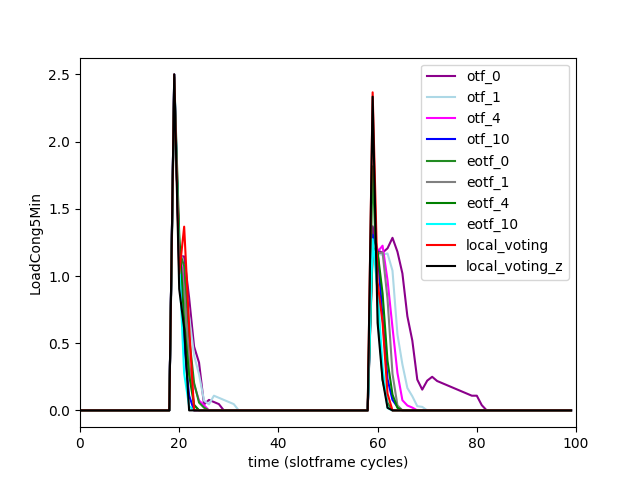 2.5
2.0
1.5
1.0
0.5
0.0
LoadCong5Min
0
20
40
60
80
100
time (slotframe cycles)
otf_0
otf_1
otf_4
otf_10
eotf_0
eotf_1
eotf_4
eotf_10
local_voting
local_voting_z